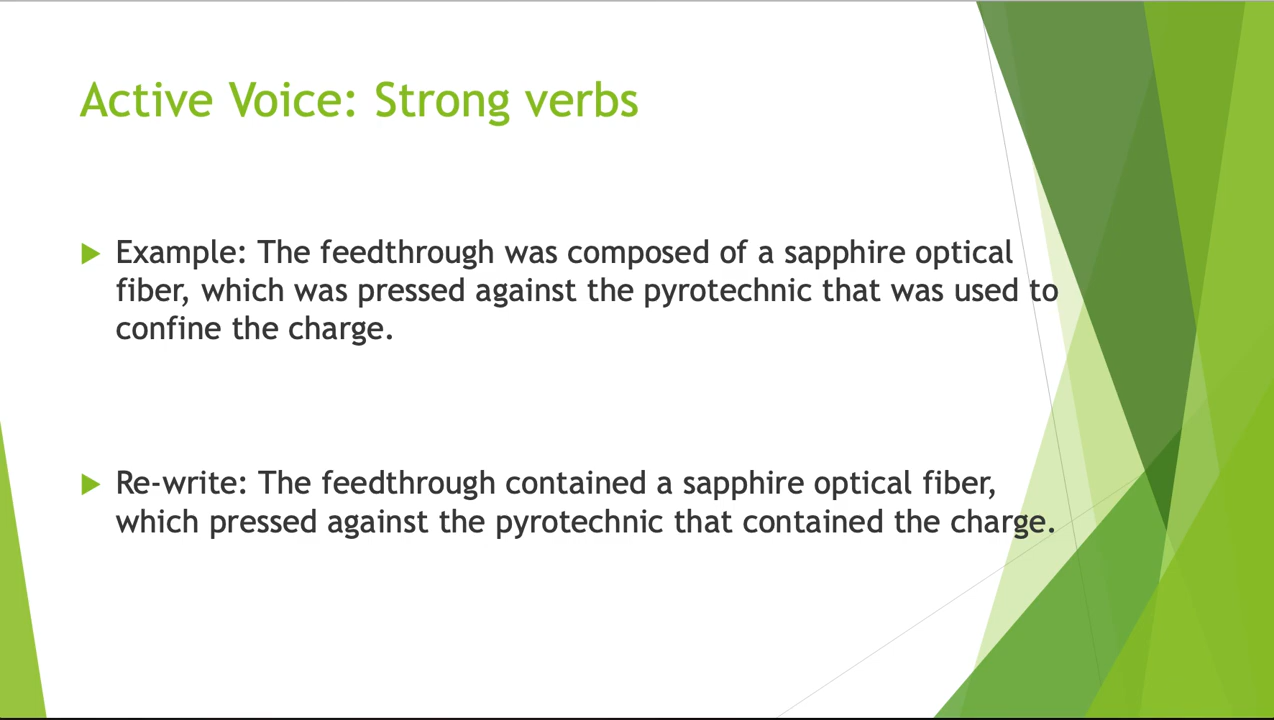 Active Voice: Strong verbs
Example: The feedthrough was composed of a sapphire optical
fiber, which was pressed against the pyrotechnic that was used to
confine the charge.
Re-write: The feedthrough contained a sapphire optical fiber,
which pressed against the pyrotechnic that contained the charge.